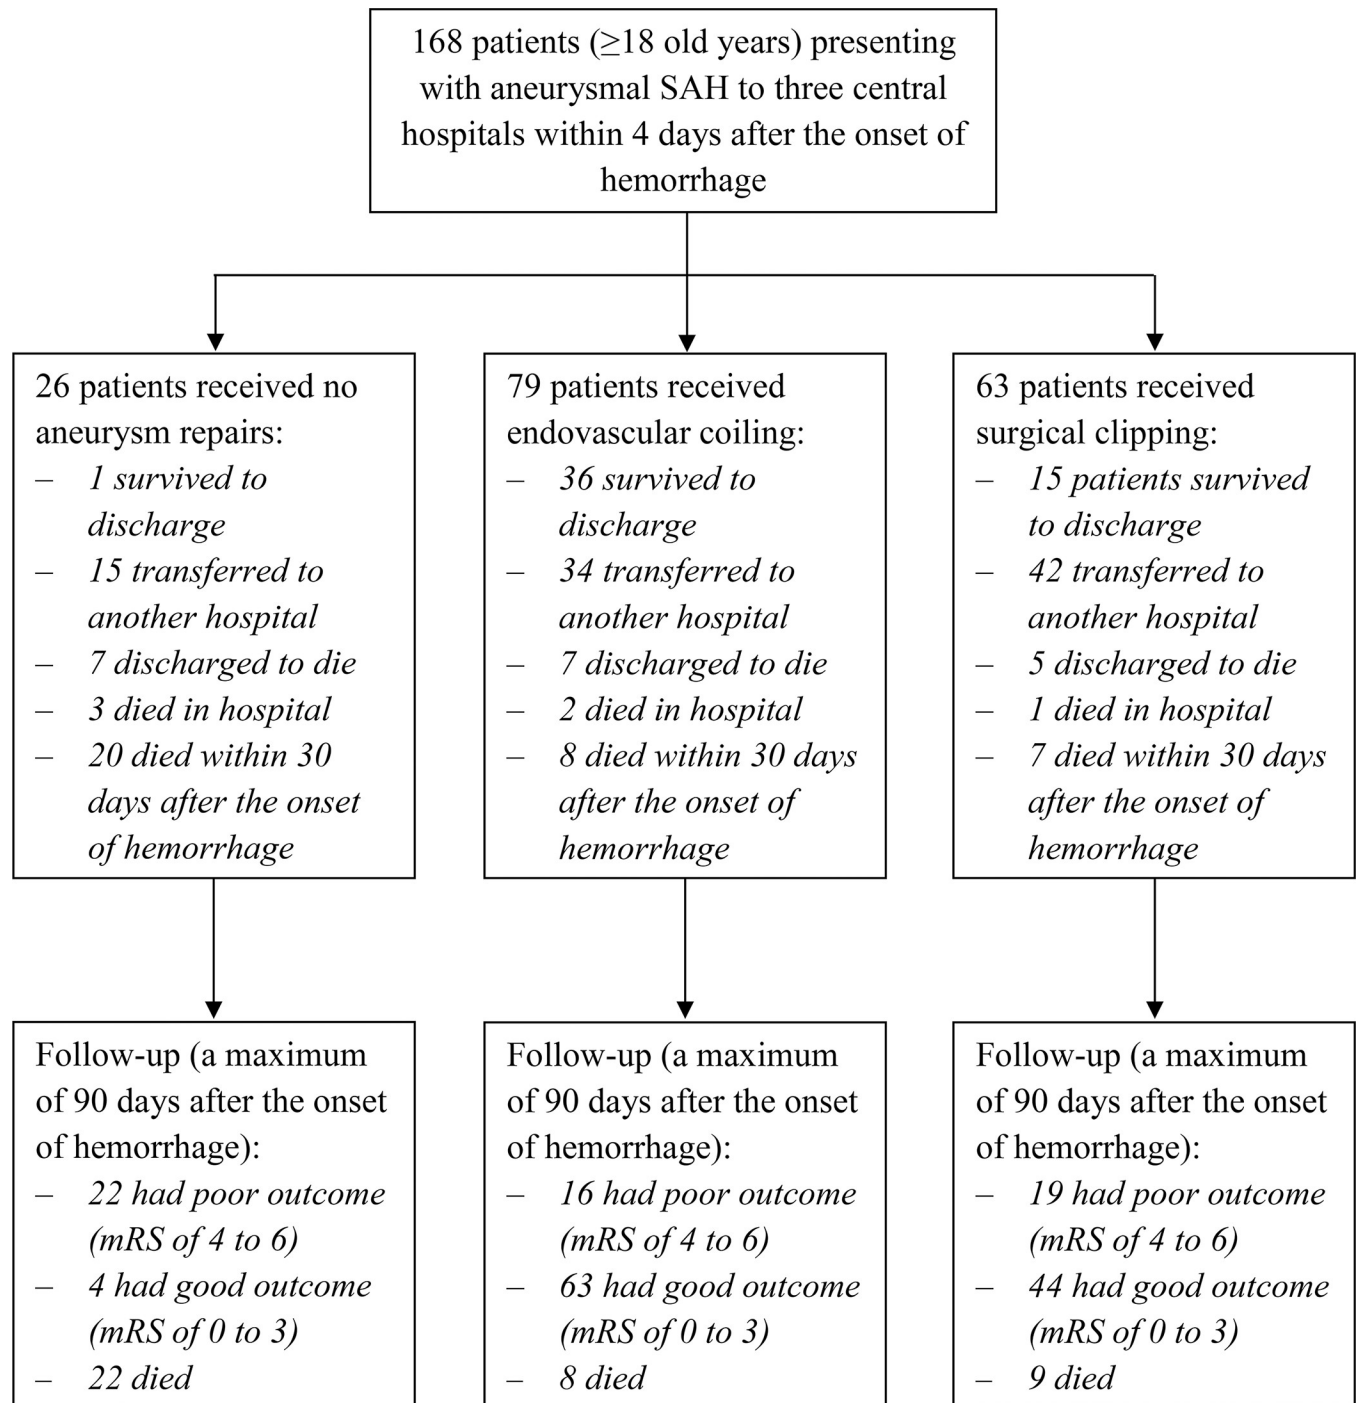 168 patients (≥18 old years) presenting
with aneurysmal SAH to three central
hospitals within 4 days after the onset of
hemorrhage
26 patients received no
aneurysm repairs:
– 1 survived to
discharge
– 15 transferred to
another hospital
– 7 discharged to die
– 3 died in hospital
– 20 died within 30
days after the onset
of hemorrhage
79 patients received
endovascular coiling:
– 36 survived to
discharge
– 34 transferred to
another hospital
– 7 discharged to die
– 2 died in hospital
– 8 died within 30 days
after the onset of
hemorrhage
63 patients received
surgical clipping:
– 15 patients survived
to discharge
– 42 transferred to
another hospital
– 5 discharged to die
– 1 died in hospital
– 7 died within 30 days
after the onset of
hemorrhage
Follow-up (a maximum
of 90 days after the onset
of hemorrhage):
– 22 had poor outcome
(mRS of 4 to 6)
– 4 had good outcome
(mRS of 0 to 3)
– 22 died
Follow-up (a maximum
of 90 days after the onset
of hemorrhage):
– 16 had poor outcome
(mRS of 4 to 6)
– 63 had good outcome
(mRS of 0 to 3)
– 8 died
Follow-up (a maximum
of 90 days after the onset
of hemorrhage):
– 19 had poor outcome
(mRS of 4 to 6)
– 44 had good outcome
(mRS of 0 to 3)
– 9 died